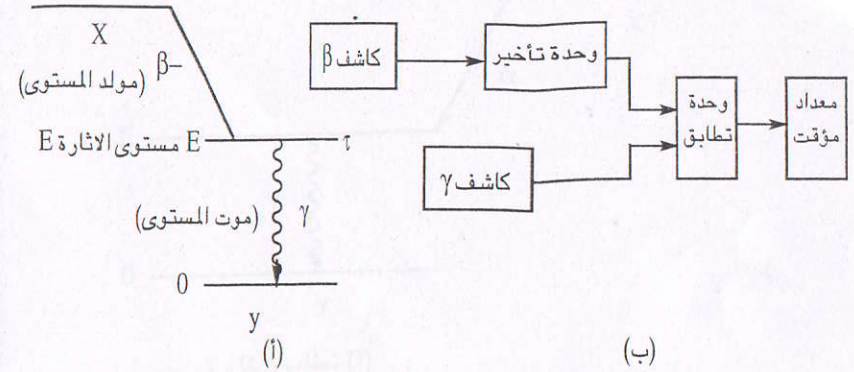 X
β−
(مولد المستوى)
E مستوى الاثارة E
τ
γ
(موت المستوى)
0
y
(أ)
كاشف β
وحدة تأخير
كاشف γ
وحدة
تطابق
معداد
مؤقت
(ب)